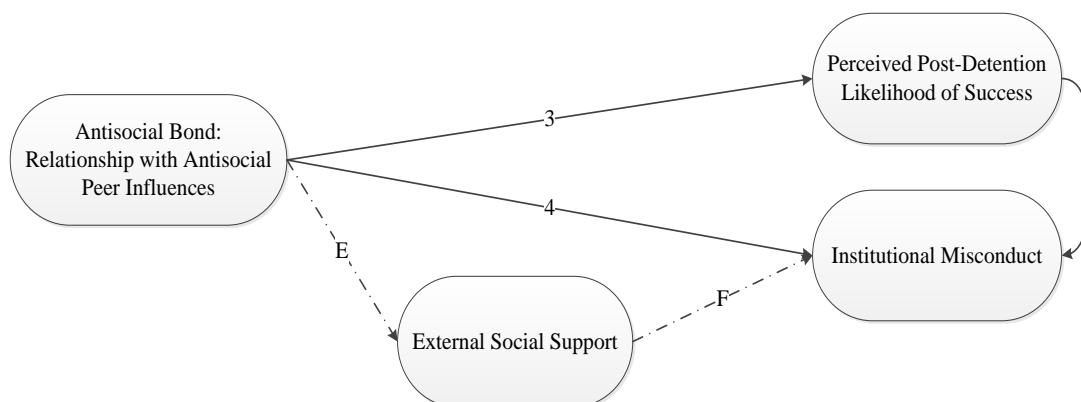 Perceived Post-Detention
Likelihood of Success
3
Antisocial Bond:
Relationship with Antisocial
Peer Influences
4
E
Institutional Misconduct
F
External Social Support